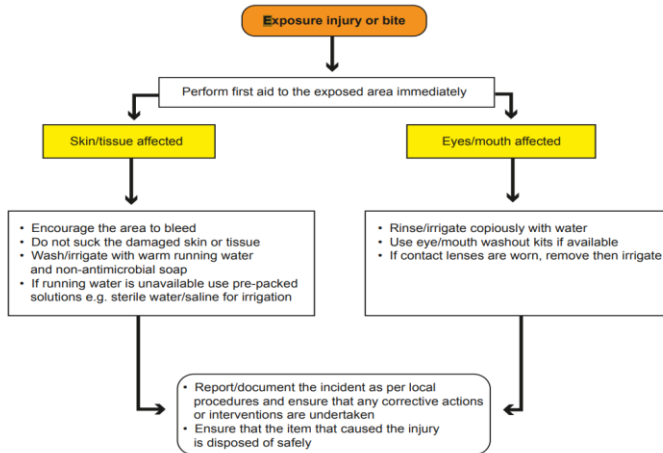 Exposure injury or bite
Perform first aid to the exposed area immediately
Skin/tissue affected
Eyes/mouth affected
• Encourage the area to bleed
• Do not suck the damaged skin or tissue
• Wash/irrigate with warm running water
and non-antimicrobial soap
• If running water is unavailable use pre-packed
solutions e.g. sterile water/saline for irrigation
• Rinse/irrigate copiously with water
• Use eye/mouth washout kits if available
• If contact lenses are worn, remove then irrigate
• Report/document the incident as per local
procedures and ensure that any corrective actions
or interventions are undertaken
• Ensure that the item that caused the injury
is disposed of safely